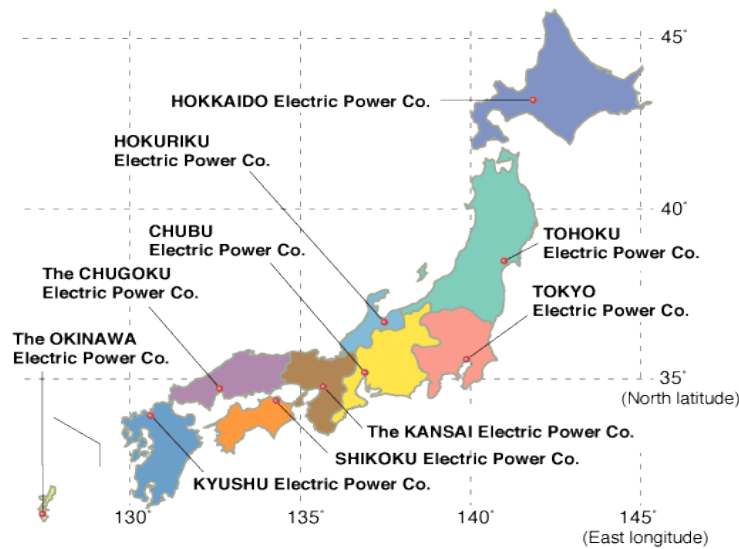 45°
HOKKAIDO Electric Power Co.
HOKURIKU
Electric Power Co.
40°
CHUBU
Electric Power Co.
TOHOKU
Electric Power Co.
The CHUGOKU
Electric Power Co.
TOKYO
Electric Power Co.
The OKINAWA
Electric Power Co.
35°
(North latitude)
The KANSAI Electric Power Co.
SHIKOKU Electric Power Co.
KYUSHU Electric Power Co.
130°
135°
140°
145°
(East longitude)